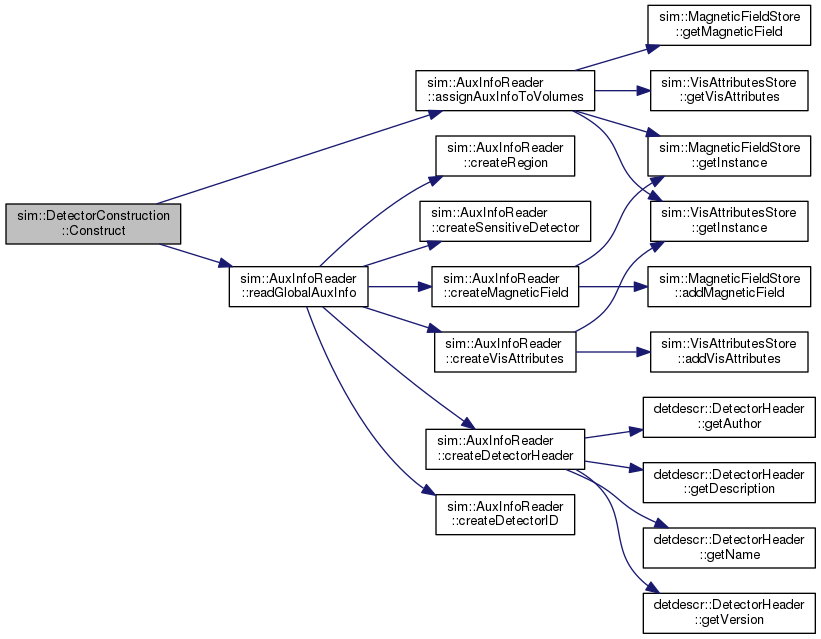 sim::DetectorConstruction
::Construct
sim::AuxInfoReader
::assignAuxInfoToVolumes
sim::AuxInfoReader
::createRegion
sim::AuxInfoReader
::createSensitiveDetector
sim::AuxInfoReader
::readGlobalAuxInfo
sim::AuxInfoReader
::createMagneticField
sim::AuxInfoReader
::createVisAttributes
sim::AuxInfoReader
::createDetectorHeader
sim::AuxInfoReader
::createDetectorID
sim::MagneticFieldStore
::getMagneticField
sim::VisAttributesStore
::getVisAttributes
sim::MagneticFieldStore
::getInstance
sim::VisAttributesStore
::getInstance
sim::MagneticFieldStore
::addMagneticField
sim::VisAttributesStore
::addVisAttributes
detdescr::DetectorHeader
::getAuthor
detdescr::DetectorHeader
::getDescription
detdescr::DetectorHeader
::getName
detdescr::DetectorHeader
::getVersion